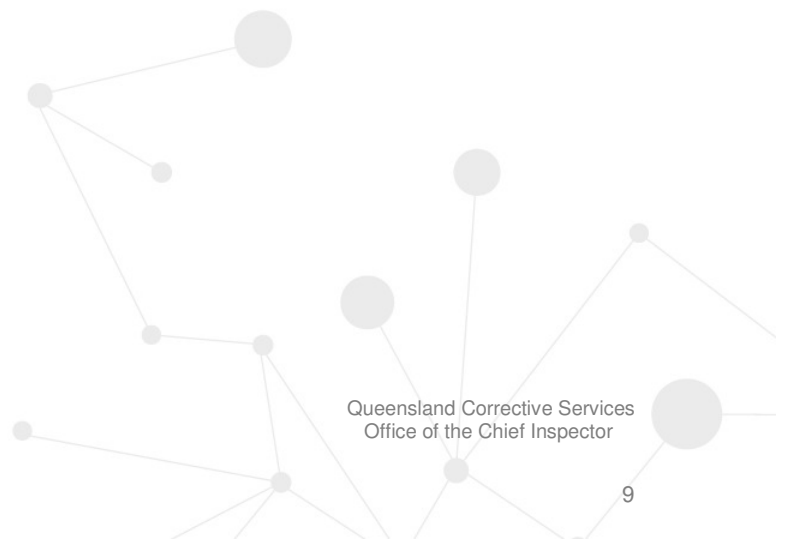 Queensland Corrective Services
Office of the Chief Inspector
9